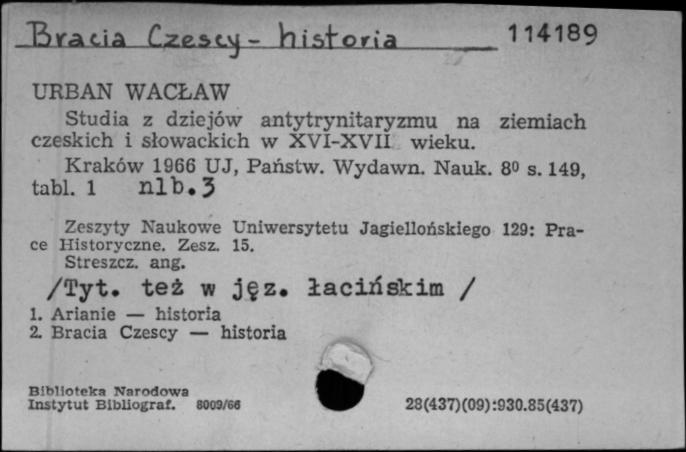 Bracia Czescy - historia 114189
URBAN WACŁAW
Studia z dziejów antytrynitaryzmu na ziemiach
czeskich i słowackich w XVI-XVII wieku.
Kraków 1966 UJ, Państw. Wydawn. Nauk. 8⁰ s. 149,
tabl. 1 nlb.3
Zeszyty Naukowe Uniwersytetu Jagiellońskiego 129: Pra-
ce Historyczne. Zesz. 15.
Streszcz. ang.
/Tyt. też w jęz. łacińskim /
1. Arianie — historia
2. Bracia Czescy — historia
Biblioteka Narodowa
Instytut Bibliograf. 8009/66 28(437)(09):930.85(437)